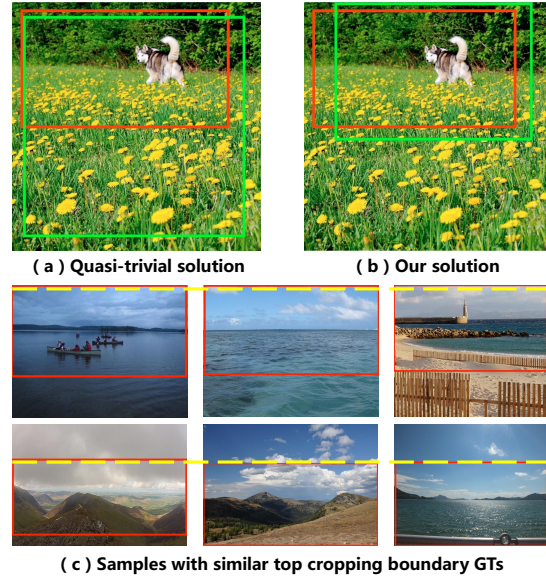 ( a ) Quasi-trivial solution
( b ) Our solution
( c ) Samples with similar top cropping boundary GTs